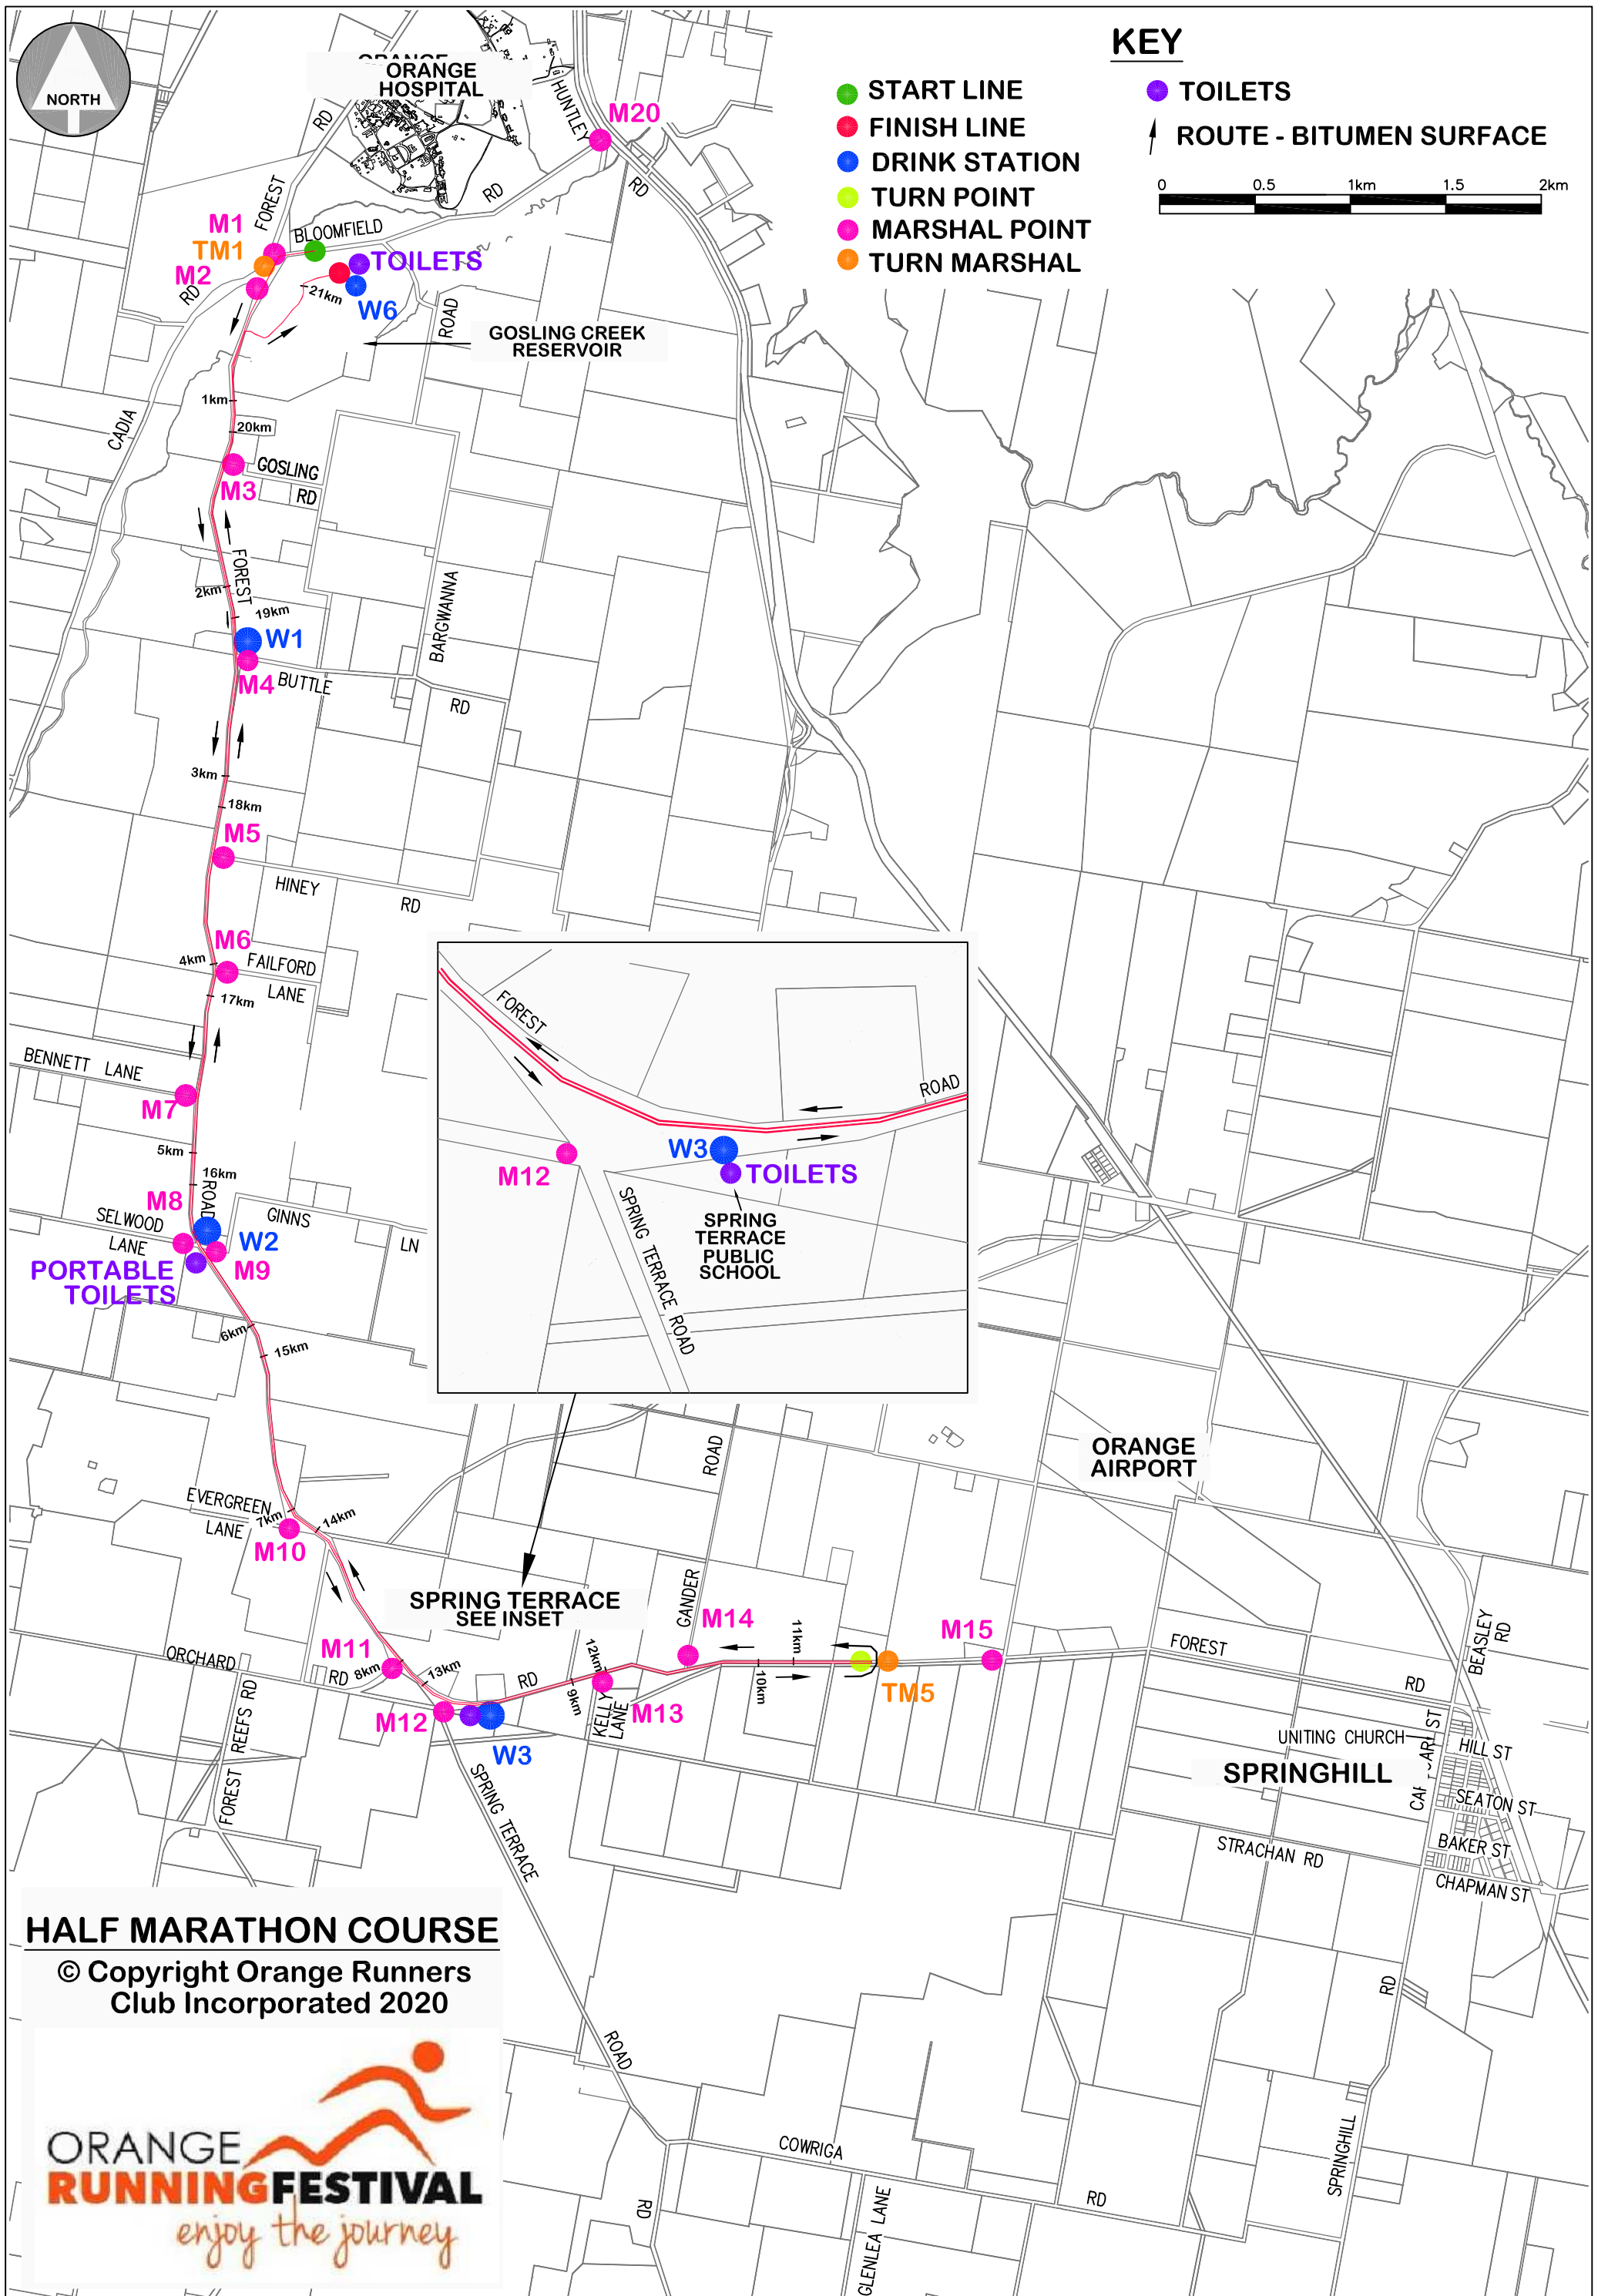 NORTH
ORANGE
ORANGE
HOSPITAL
HUNTLEY
RD
M20
RD
RD
FOREST
BLOOMFIELD
M1
TM1
M2
RD
TOILETS
21km
W6
ROAD
GOSLING CREEK
RESERVOIR
KEY
START LINE
FINISH LINE
DRINK STATION
TURN POINT
MARSHAL POINT
TURN MARSHAL
TOILETS
ROUTE - BITUMEN SURFACE
0 0.5 1km 1.5 2km
CADIA
1km
20km
GOSLING
RD
M3
FOREST
2km
19km
W1
M4
BUTTLE
RD
BARGWANNA
3km
18km
M5
HINEY
RD
M6
4km
FAILFORD
LANE
17km
BENNETT LANE
M7
5km
16km
ROAD
M8
SELWOOD
LANE
GINNS
LN
W2
M9
PORTABLE
TOILETS
6km
15km
FOREST
ROAD
M12
W3
TOILETS
SPRING
TERRACE
PUBLIC
SCHOOL
SPRING TERRACE ROAD
ORANGE
AIRPORT
ROAD
EVERGREEN
LANE
7km
14km
M10
SPRING TERRACE
SEE INSET
GANDER
M14
M15
M11
ORCHARD
RD
8km
13km
RD
12km
11km
10km
9km
TM5
M12
W3
KELLY
LANE
M13
FOREST
RD
BEASLEY
RD
FOREST REEFS RD
SPRING TERRACE
ROAD
UNITING CHURCH
SPRINGHILL
HILL ST
SEATON ST
BAKER ST
CHAPMAN ST
STRACHAN RD
RD
SPRINGHILL
COWRIGA
RD
RD
GLENLEA LANE
HALF MARATHON COURSE
© Copyright Orange Runners
Club Incorporated 2020
ORANGE
RUNNINGFESTIVAL
enjoy the journey